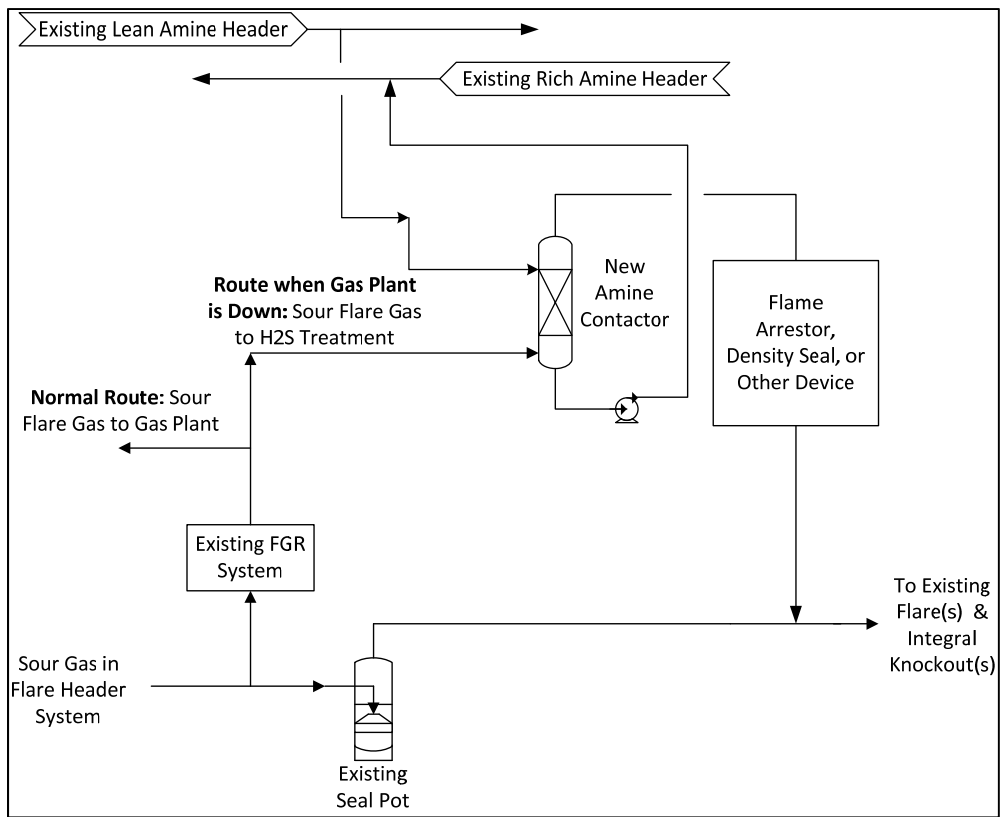 Existing Lean Amine Header
Existing Rich Amine Header
New
Amine
Contactor
Route when Gas Plant
is Down: Sour Flare Gas
to H2S Treatment
Flame
Arrestor,
Density Seal, or
Other Device
Normal Route: Sour
Flare Gas to Gas Plant
Existing FGR
System
To Existing
Flare(s) &
Integral
Knockout(s)
Sour Gas in
Flare Header
System
Existing
Seal Pot